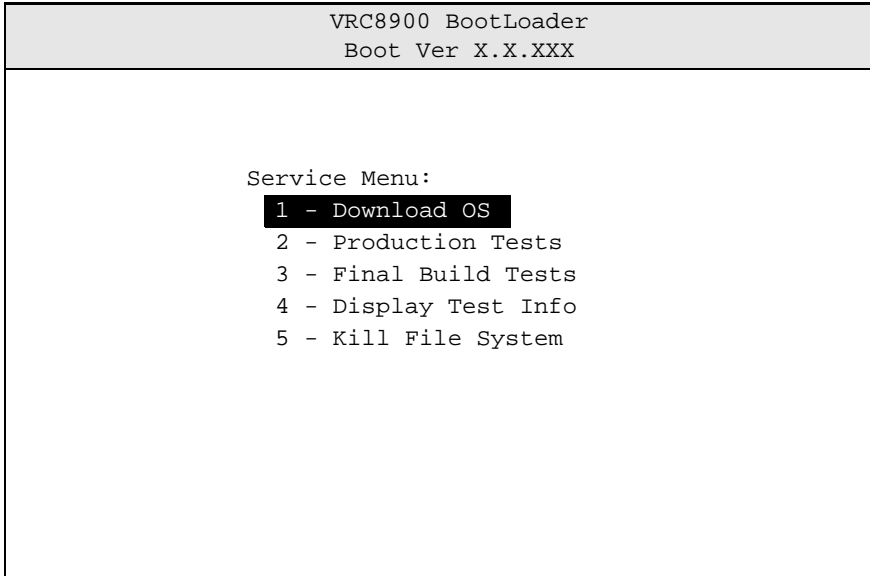 VRC8900 BootLoader
Boot Ver X.X.XXX
Service Menu:
1 - Download OS
2 - Production Tests
3 - Final Build Tests
4 - Display Test Info
5 - Kill File System